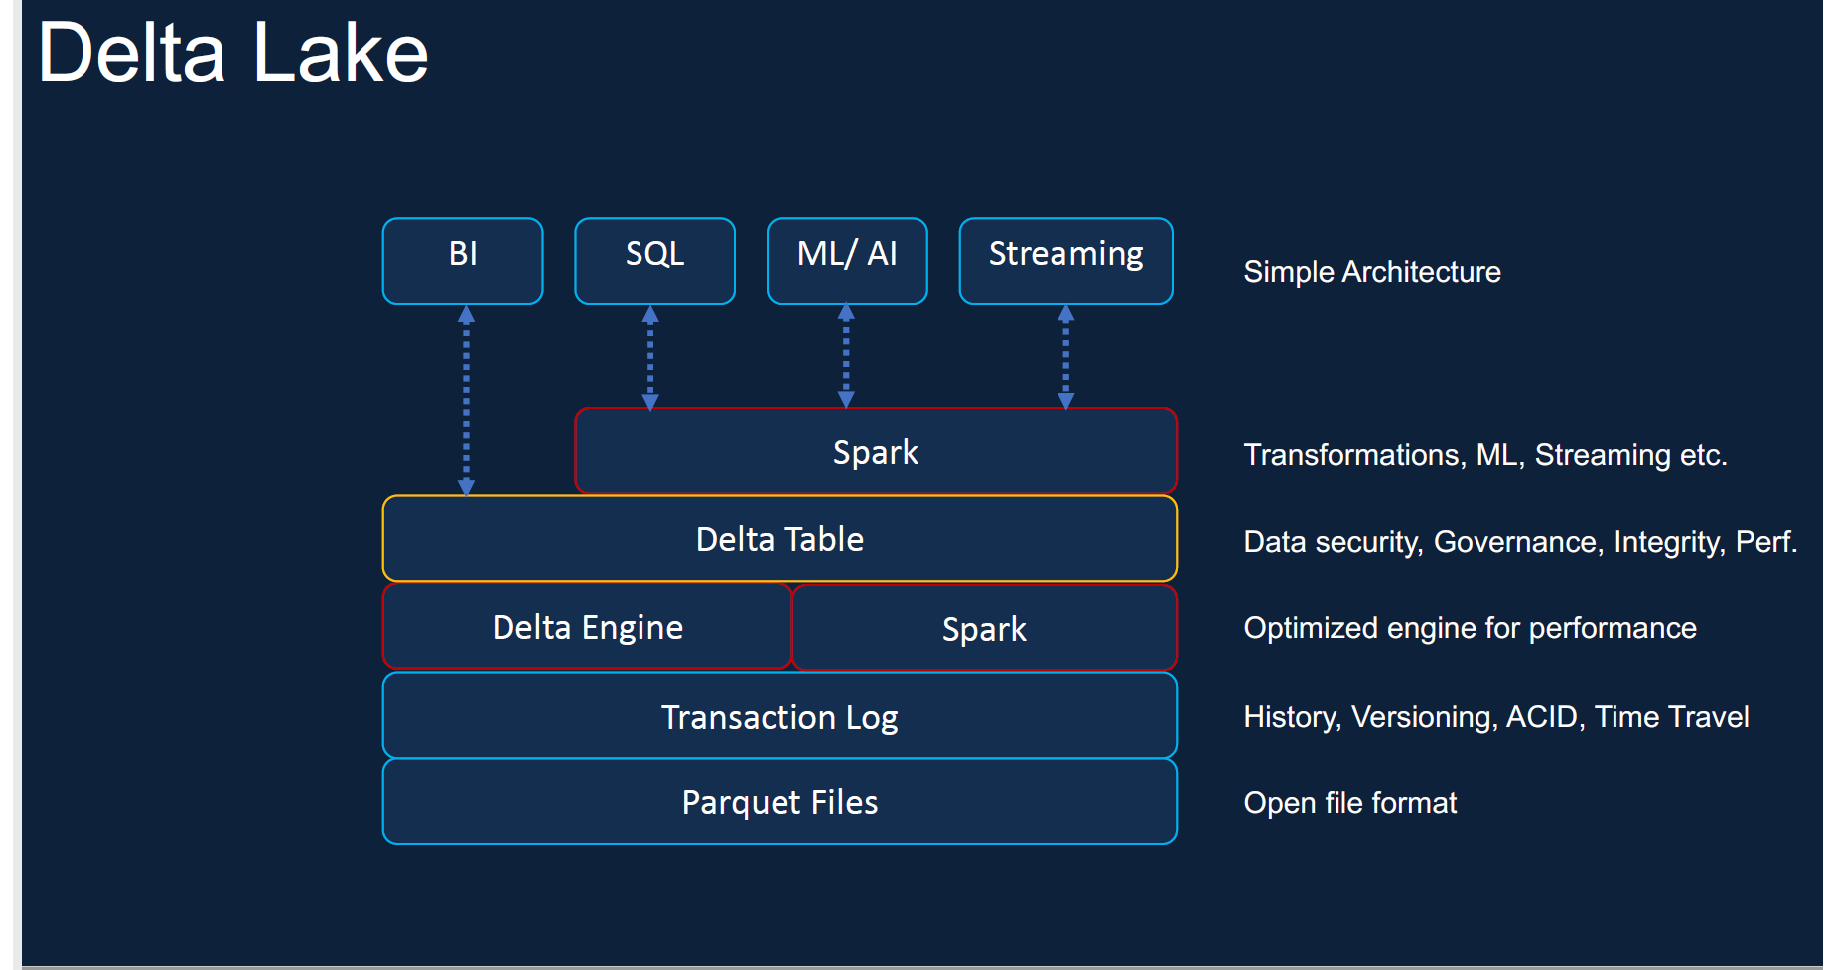 Delta Lake
BI
SQL
ML/ AI
Streaming
Simple Architecture
Spark
Transformations, ML, Streaming etc.
Delta Table
Data security, Governance, Integrity, Perf.
Delta Engine
Spark
Optimized engine for performance
Transaction Log
History, Versioning, ACID, Time Travel
Parquet Files
Open file format